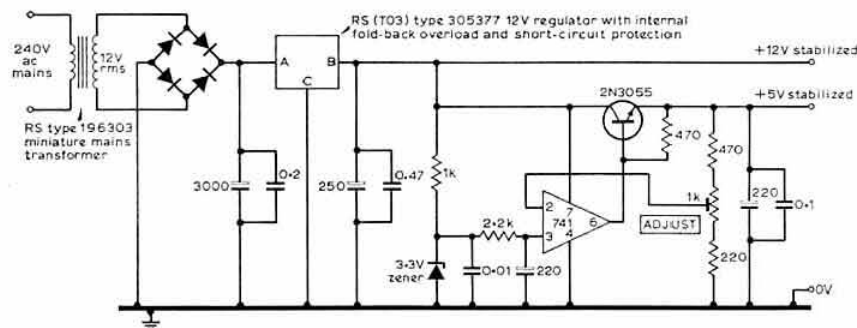 RS (TO3) type 305377 12V regulator with internal
fold-back overload and short-circuit protection
240V
ac
mains
12V
rms
A
B
C
+12V stabilized
2N3055
+5V stabilized
RS type 196303
miniature mains
transformer
470
470
1k
3000
0·2
250
0·47
1k
220
0·1
2
7
741
6
3
4
ADJUST
2·2k
220
3·3V
zener
0·01
220
0V